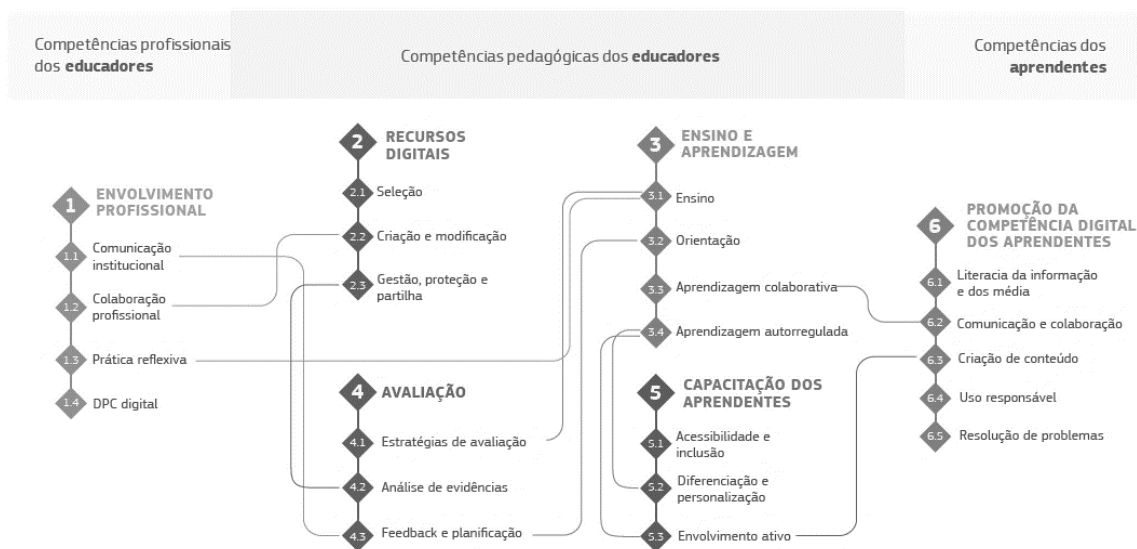 Competências profissionais
dos educadores
Competências pedagógicas dos educadores
Competências dos
aprendentes
1
ENVOLVIMENTO
PROFISSIONAL
1.1
Comunicação
institucional
1.2
Colaboração
profissional
1.3
Prática reflexiva
1.4
DPC digital
2
RECURSOS
DIGITAIS
2.1
Seleção
2.2
Criação e modificação
2.3
Gestão, proteção e
partilha
4
AVALIAÇÃO
4.1
Estratégias de avaliação
4.2
Análise de evidências
4.3
Feedback e planificação
3
ENSINO E
APRENDIZAGEM
3.1
Ensino
3.2
Orientação
3.3
Aprendizagem colaborativa
3.4
Aprendizagem autorregulada
5
CAPACITAÇÃO DOS
APRENDENTES
5.1
Acessibilidade e
inclusão
5.2
Diferenciação e
personalização
5.3
Envolvimento ativo
6
PROMOÇÃO DA
COMPETÊNCIA DIGITAL
DOS APRENDENTES
6.1
Literacia da informação
e dos média
6.2
Comunicação e colaboração
6.3
Criação de conteúdo
6.4
Uso responsável
6.5
Resolução de problemas